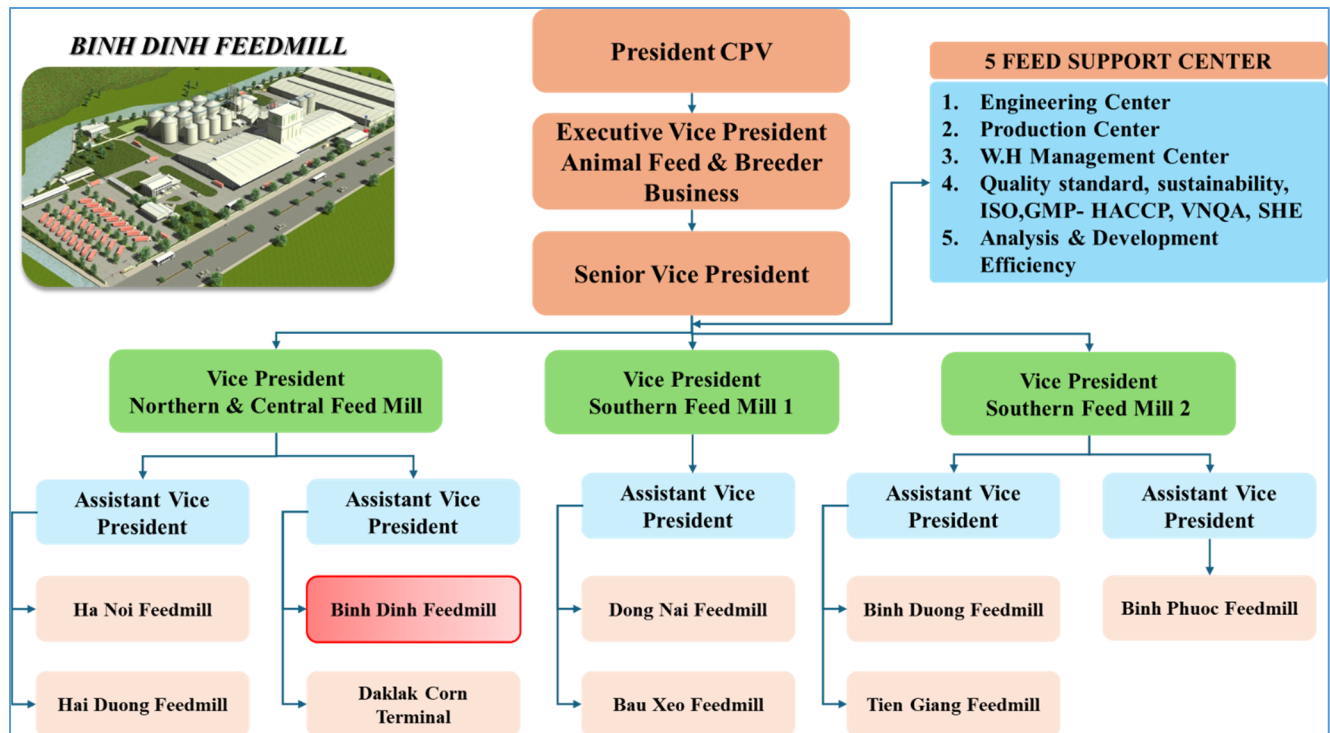 BINH DINH FEEDMILL
President CPV
Executive Vice President
Animal Feed & Breeder
Business
Senior Vice President
5 FEED SUPPORT CENTER
1. Engineering Center
2. Production Center
3. W.H Management Center
4. Quality standard, sustainability,
ISO,GMP- HACCP, VNQA, SHE
5. Analysis & Development
Efficiency
Vice President
Northern & Central Feed Mill
Vice President
Southern Feed Mill 1
Vice President
Southern Feed Mill 2
Assistant Vice
President
Assistant Vice
President
Assistant Vice
President
Assistant Vice
President
Assistant Vice
President
Ha Noi Feedmill
Binh Dinh Feedmill
Dong Nai Feedmill
Binh Duong Feedmill
Binh Phuoc Feedmill
Hai Duong Feedmill
Daklak Corn
Terminal
Bau Xeo Feedmill
Tien Giang Feedmill